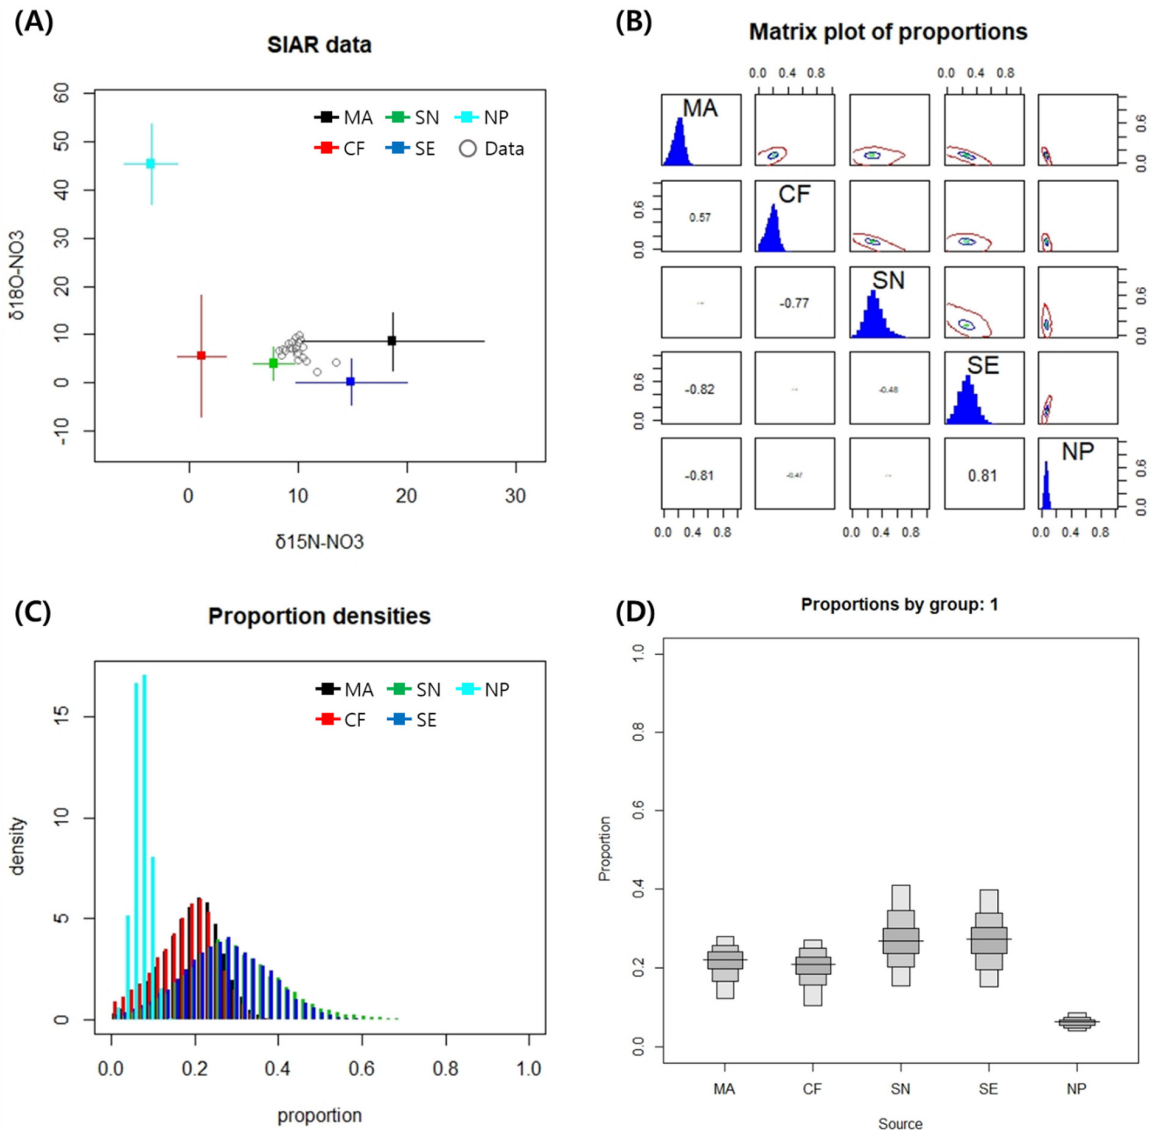 (A)
SIAR data
60
50
40
30
20
10
0
-10
δ18O-NO3
MA SN NP
CF SE Data
0 10 20 30
δ15N-NO3
(B)
Matrix plot of proportions
0.0 0.4 0.8 0.0 0.4 0.8
MA
0.0 0.6
0.0 0.6
0.57
CF
-0.77
SN
0.0 0.6
0.0 0.6
-0.82
-0.48
SE
-0.81
-0.47
0.81
NP
0.0 0.6
0.0 0.4 0.8 0.0 0.4 0.8 0.0 0.4 0.8
(C)
Proportion densities
15
10
5
0
density
MA SN NP
CF SE
0.0 0.2 0.4 0.6 0.8 1.0
proportion
(D)
Proportions by group: 1
1.0
0.8
0.6
0.4
0.2
0.0
Proportion
MA CF SN SE NP
Source